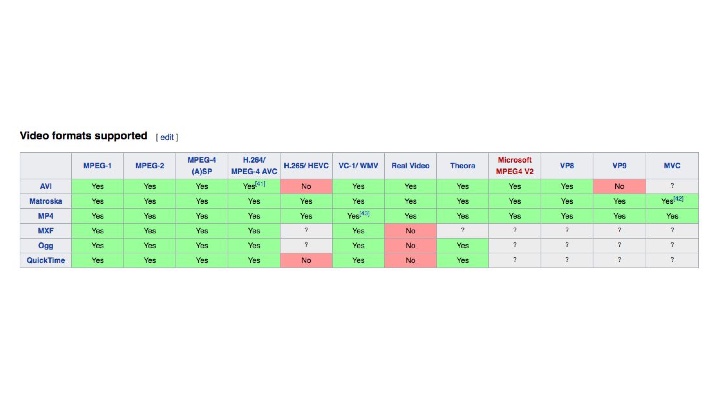 Video formats supported [ edit ]
MPEG-1 MPEG-2 MPEG-4 (A)SP H.264/ MPEG-4 AVC H.265/ HEVC VC-1/ WMV Real Video Theora Microsoft MPEG4 V2 VP8 VP9 MVC
AVI Yes Yes Yes Yes[41] No Yes Yes Yes Yes Yes No ?
Matroska Yes Yes Yes Yes Yes Yes Yes Yes Yes Yes Yes Yes[42]
MP4 Yes Yes Yes Yes Yes Yes[43] Yes Yes Yes Yes Yes Yes
MXF Yes Yes Yes Yes ? Yes No ? ? ? ? ?
Ogg Yes Yes Yes Yes ? Yes No Yes ? ? ? ?
QuickTime Yes Yes Yes Yes No Yes No Yes ? ? ? ?